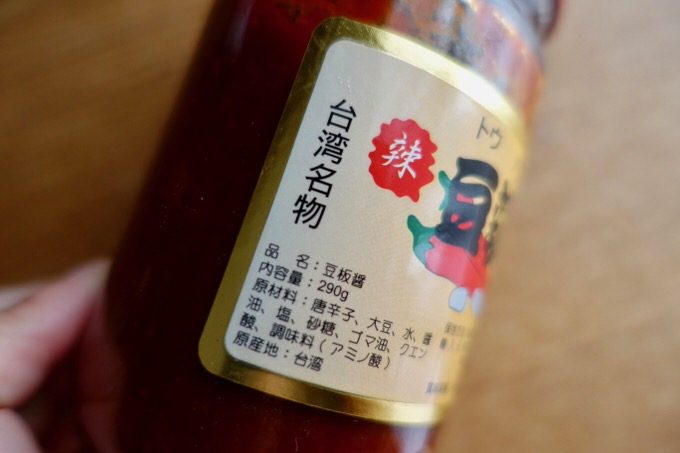 台湾名物
辣
トウ
豆
品　名：豆板醤
内容量：290g
原材料：唐辛子、大豆、水、醤
油、塩、砂糖、ゴマ油、クエン
酸、調味料（アミノ酸）
原産地：台湾